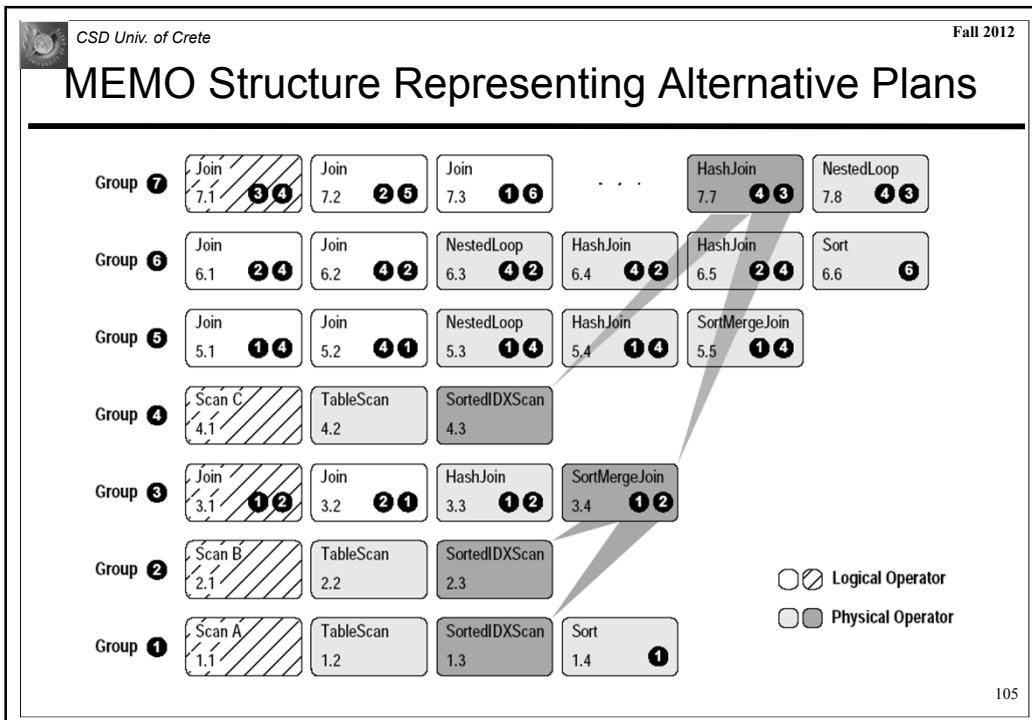 CSD Univ. of Crete
Fall 2012
MEMO Structure Representing Alternative Plans
Group 7
Join
7.1 3 4
Join
7.2 2 5
Join
7.3 1 6
. . .
HashJoin
7.7 4 3
NestedLoop
7.8 4 3
Group 6
Join
6.1 2 4
Join
6.2 4 2
NestedLoop
6.3 4 2
HashJoin
6.4 4 2
HashJoin
6.5 2 4
Sort
6.6 6
Group 5
Join
5.1 1 4
Join
5.2 4 1
NestedLoop
5.3 1 4
HashJoin
5.4 1 4
SortMergeJoin
5.5 1 4
Group 4
Scan C
4.1
TableScan
4.2
SortedIDXScan
4.3
Group 3
Join
3.1 1 2
Join
3.2 2 1
HashJoin
3.3 1 2
SortMergeJoin
3.4 1 2
Group 2
Scan B
2.1
TableScan
2.2
SortedIDXScan
2.3
Group 1
Scan A
1.1
TableScan
1.2
SortedIDXScan
1.3
Sort
1.4 1
Logical Operator
Physical Operator
105